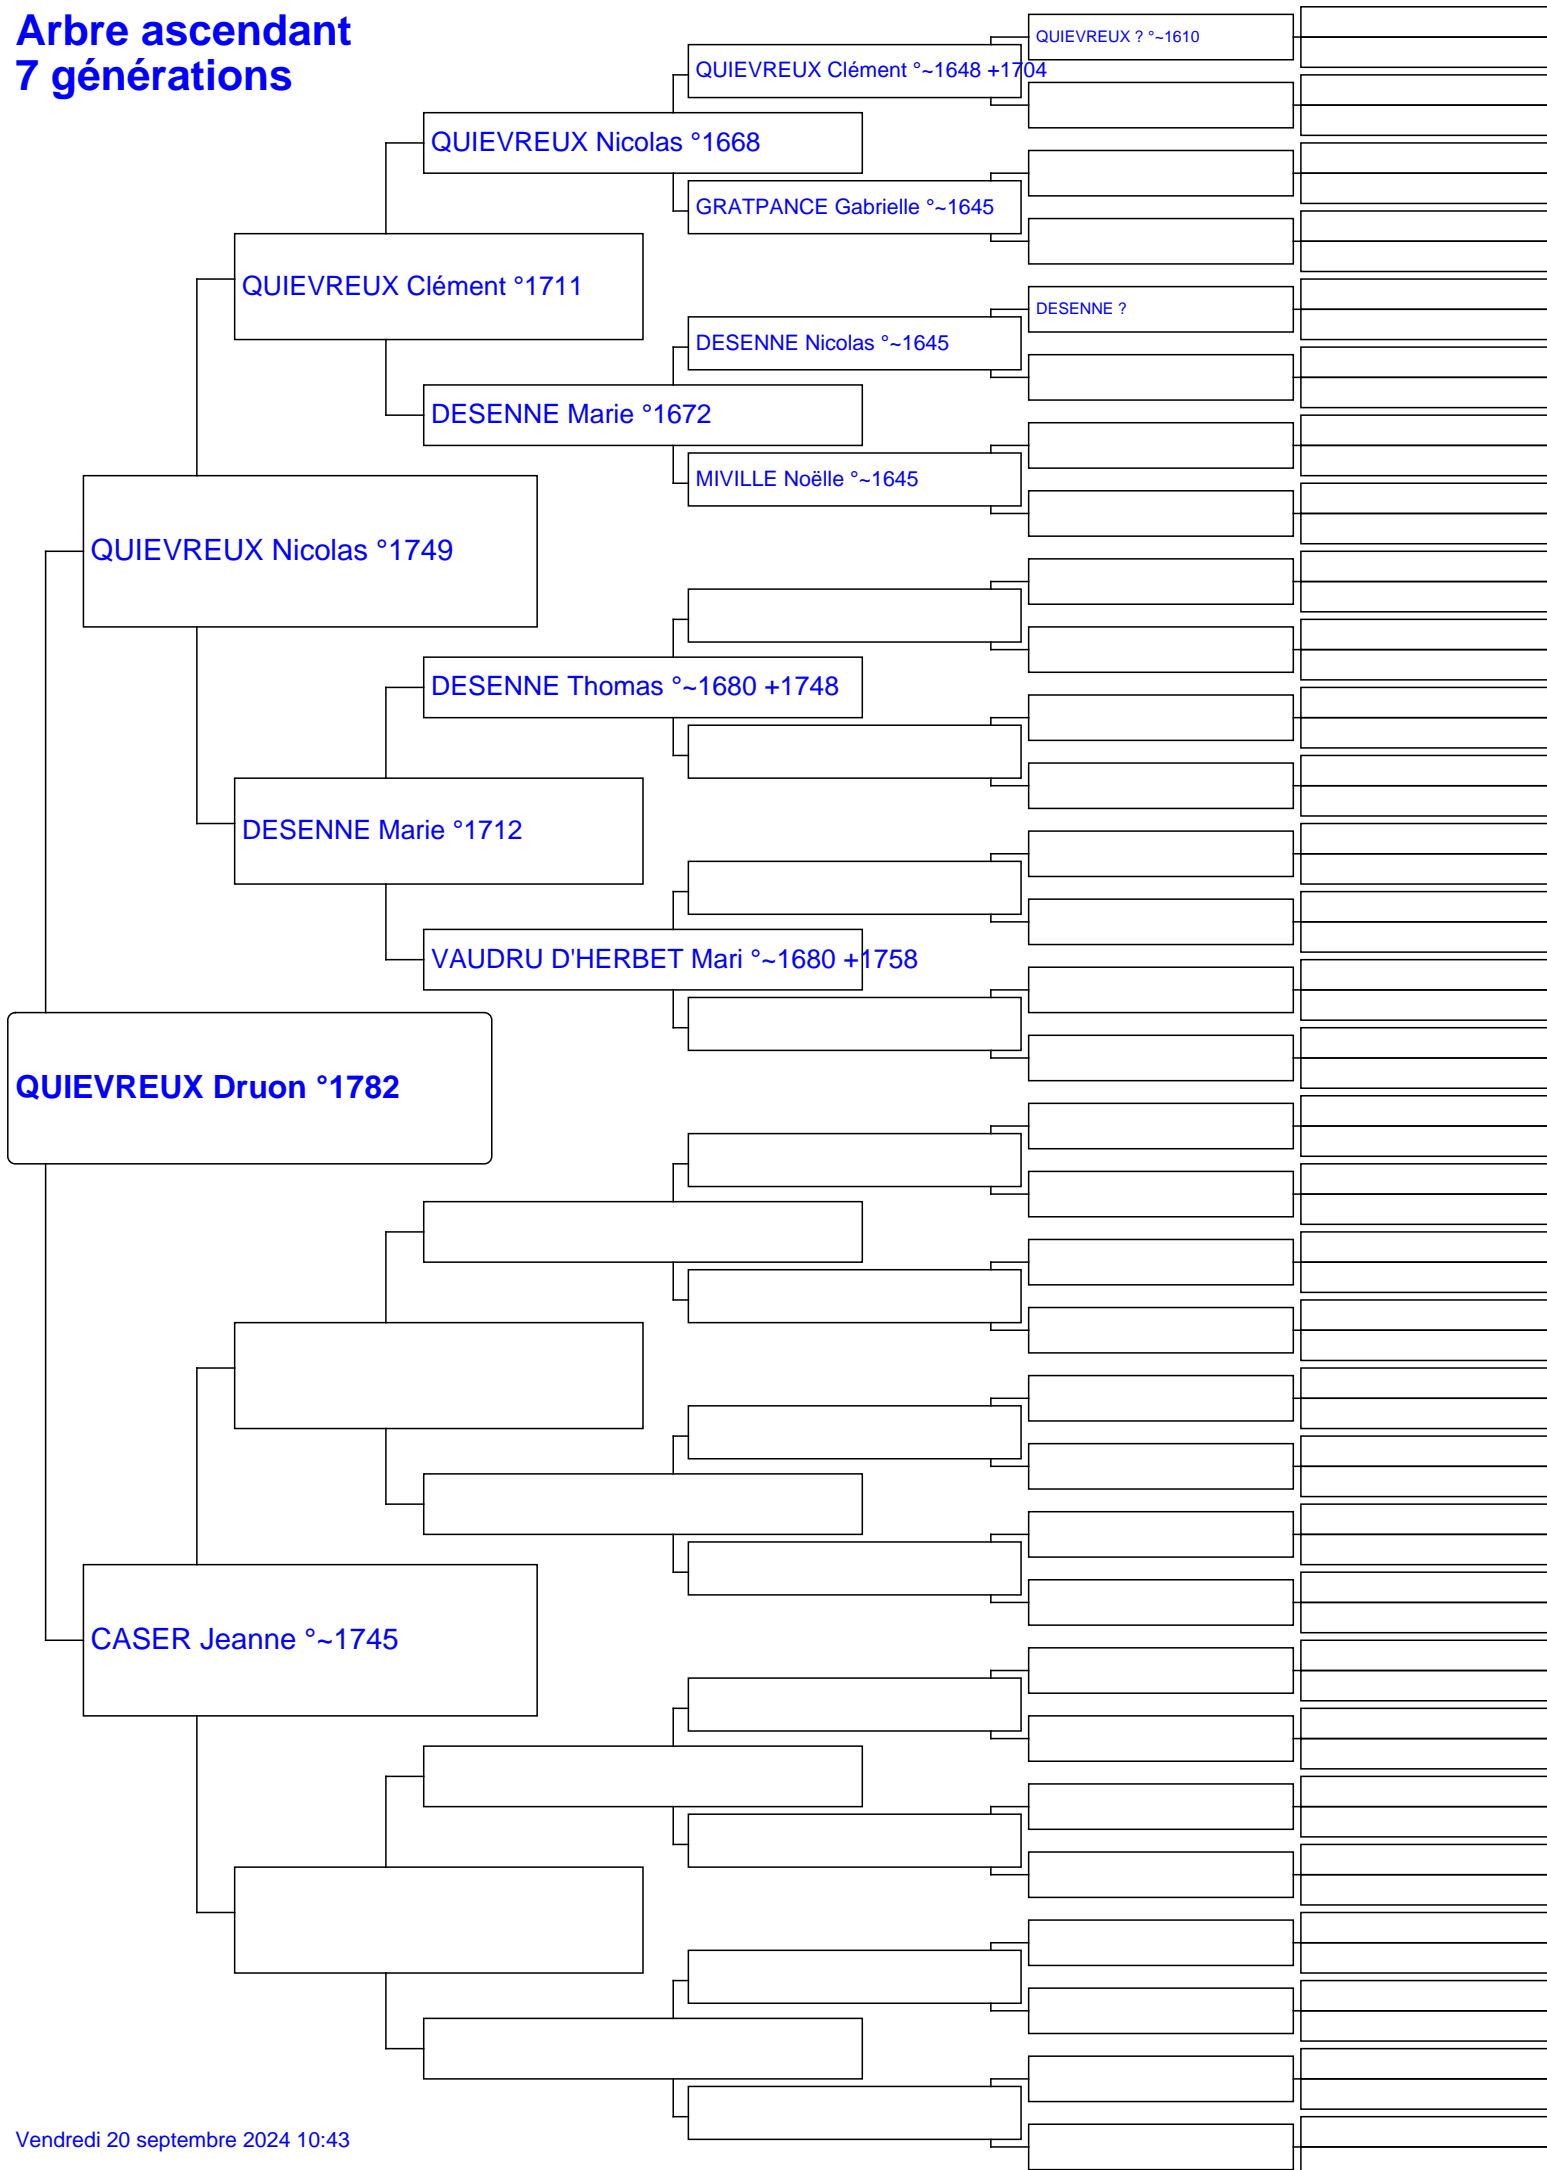 Arbre ascendant
7 générations
QUIEVREUX ? °~1610
QUIEVREUX Clément °~1648 +1704
QUIEVREUX Nicolas °1668
GRATPANCE Gabrielle °~1645
QUIEVREUX Clément °1711
DESENNE ?
DESENNE Nicolas °~1645
DESENNE Marie °1672
MIVILLE Noëlle °~1645
QUIEVREUX Nicolas °1749
DESENNE Thomas °~1680 +1748
DESENNE Marie °1712
VAUDRU D'HERBET Mari °~1680 +1758
QUIEVREUX Druon °1782
CASER Jeanne °~1745
Vendredi 20 septembre 2024 10:43